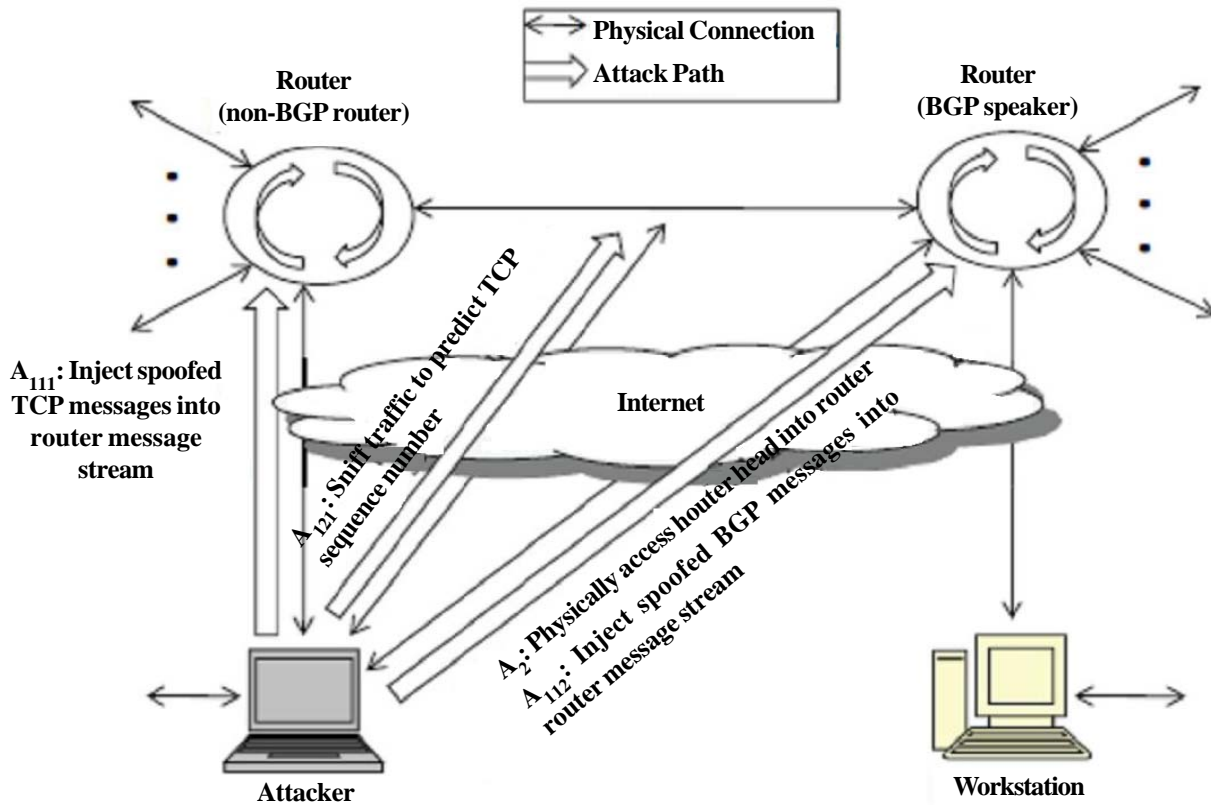 Physical Connection
Attack Path
Router
(non-BGP router)
Router
(BGP speaker)
A111: Inject spoofed
TCP messages into
router message
stream
A121: Sniff traffic to predict TCP
sequence number
Internet
A2: Physically access houter head into router
A112: Inject spoofed BGP messages into
router message stream
Attacker
Workstation